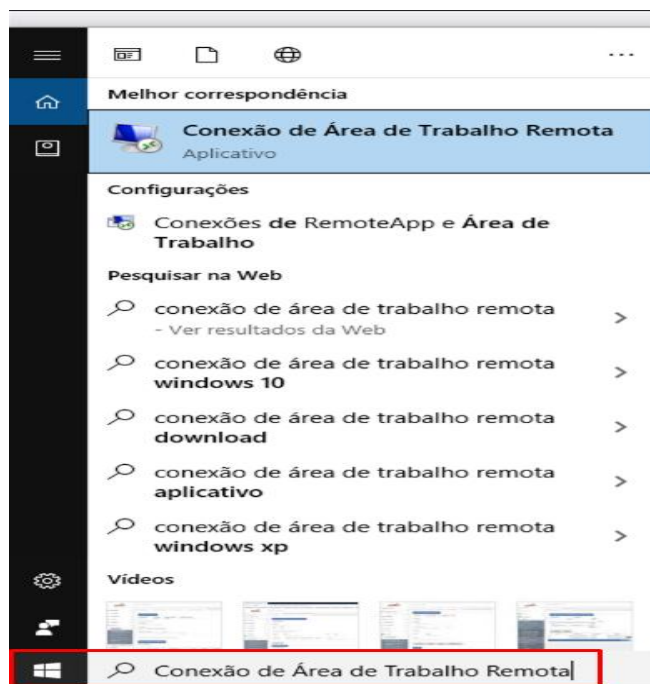 ...
Melhor correspondência
Conexão de Área de Trabalho Remota
Aplicativo
Configurações
Conexões de RemoteApp e Área de
Trabalho
Pesquisar na Web
conexão de área de trabalho remota
- Ver resultados da Web
conexão de área de trabalho remota
windows 10
conexão de área de trabalho remota
download
conexão de área de trabalho remota
aplicativo
conexão de área de trabalho remota
windows xp
Vídeos
Conexão de Área de Trabalho Remota